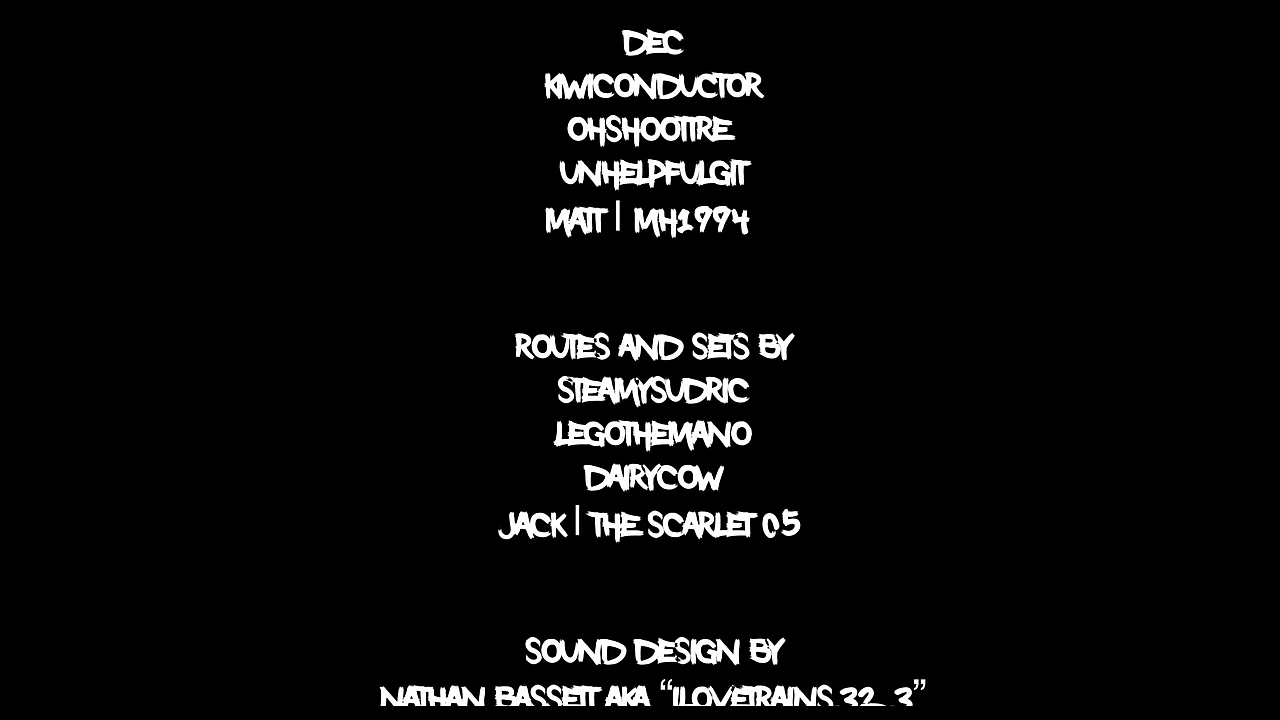 DEC
KIWICONDUCTOR
OHSHOOTTRE
UNHELPFULGIT
MATT | MH1994
ROUTES AND SETS BY
STEAMYSUDRIC
LEGOTHEMANO
DAIRYCOW
JACK | THE SCARLET 05
SOUND DESIGN BY
NATHAN BASSETT AKA “ILOVETRAINS.32_3”